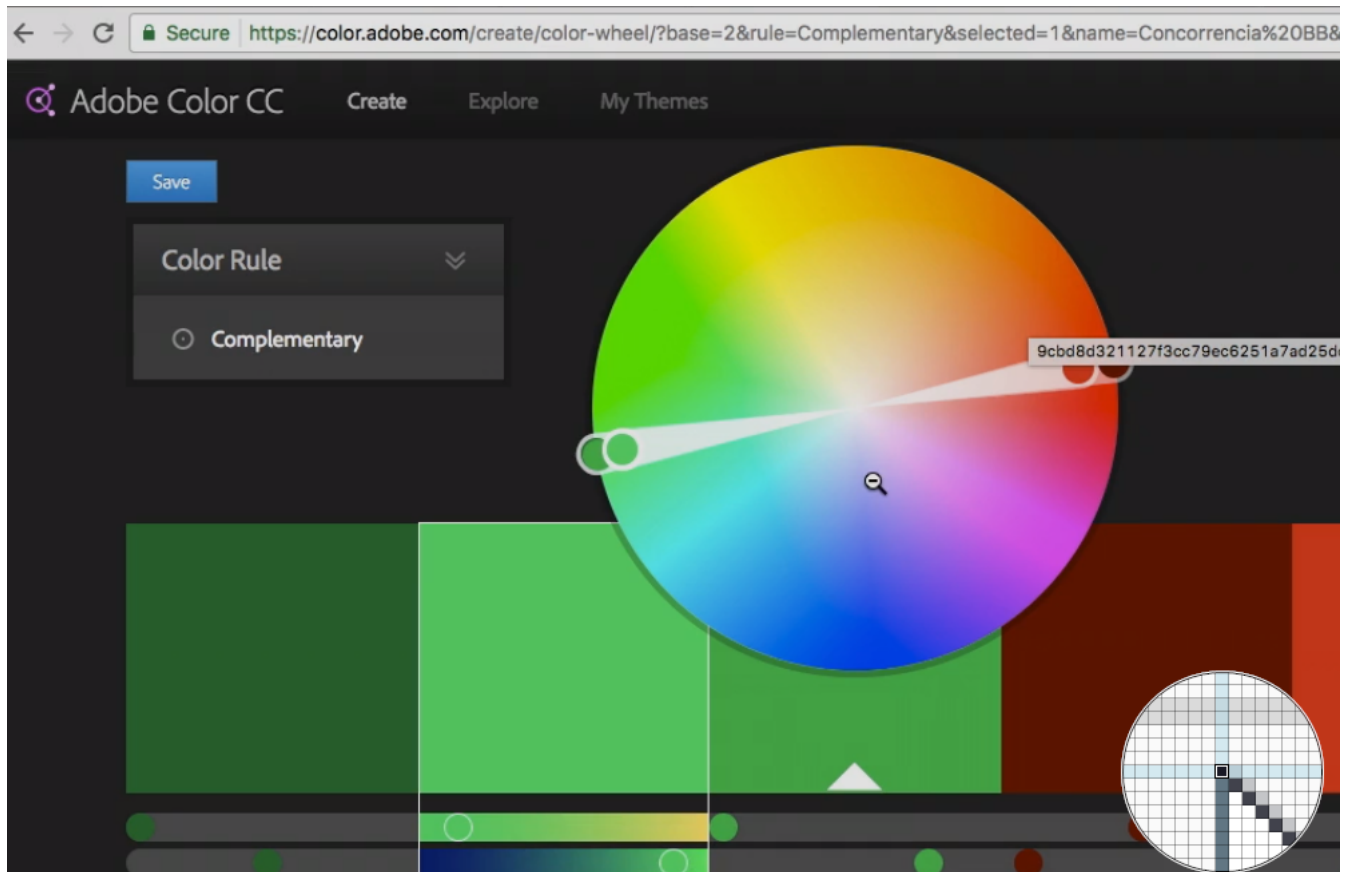 Secure https://color.adobe.com/create/color-wheel/?base=2&rule=Complementary&selected=1&name=Concorrencia%20BB&
Adobe Color CC Create Explore My Themes
Save
Color Rule
Complementary
9cbd8d321127f3cc79ec6251a7ad25d